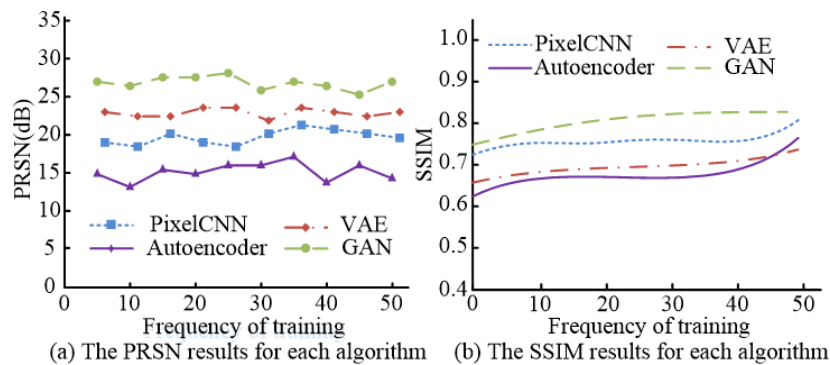 35
30
25
20
15
10
5
0
PRSN(dB)
PixelCNN
VAE
Autoencoder
GAN
0 10 20 30 40 50
Frequency of training
(a) The PRSN results for each algorithm
1.0
0.9
0.8
0.7
0.6
0.5
0.4
SSIM
PixelCNN
VAE
Autoencoder
GAN
0 10 20 30 40 50
Frequency of training
(b) The SSIM results for each algorithm